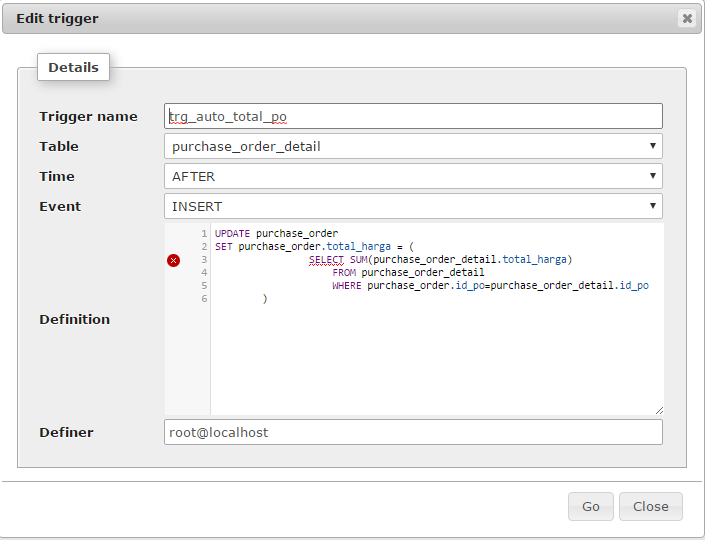 Edit trigger
Details
Trigger name trg_auto_total_po
Table purchase_order_detail
Time AFTER
Event INSERT
Definition
1 UPDATE purchase_order
2 SET purchase_order.total_harga = (
3 SELECT SUM(purchase_order_detail.total_harga)
4 FROM purchase_order_detail
5 WHERE purchase_order.id_po=purchase_order_detail.id_po
6 )
Definer root@localhost
Go Close